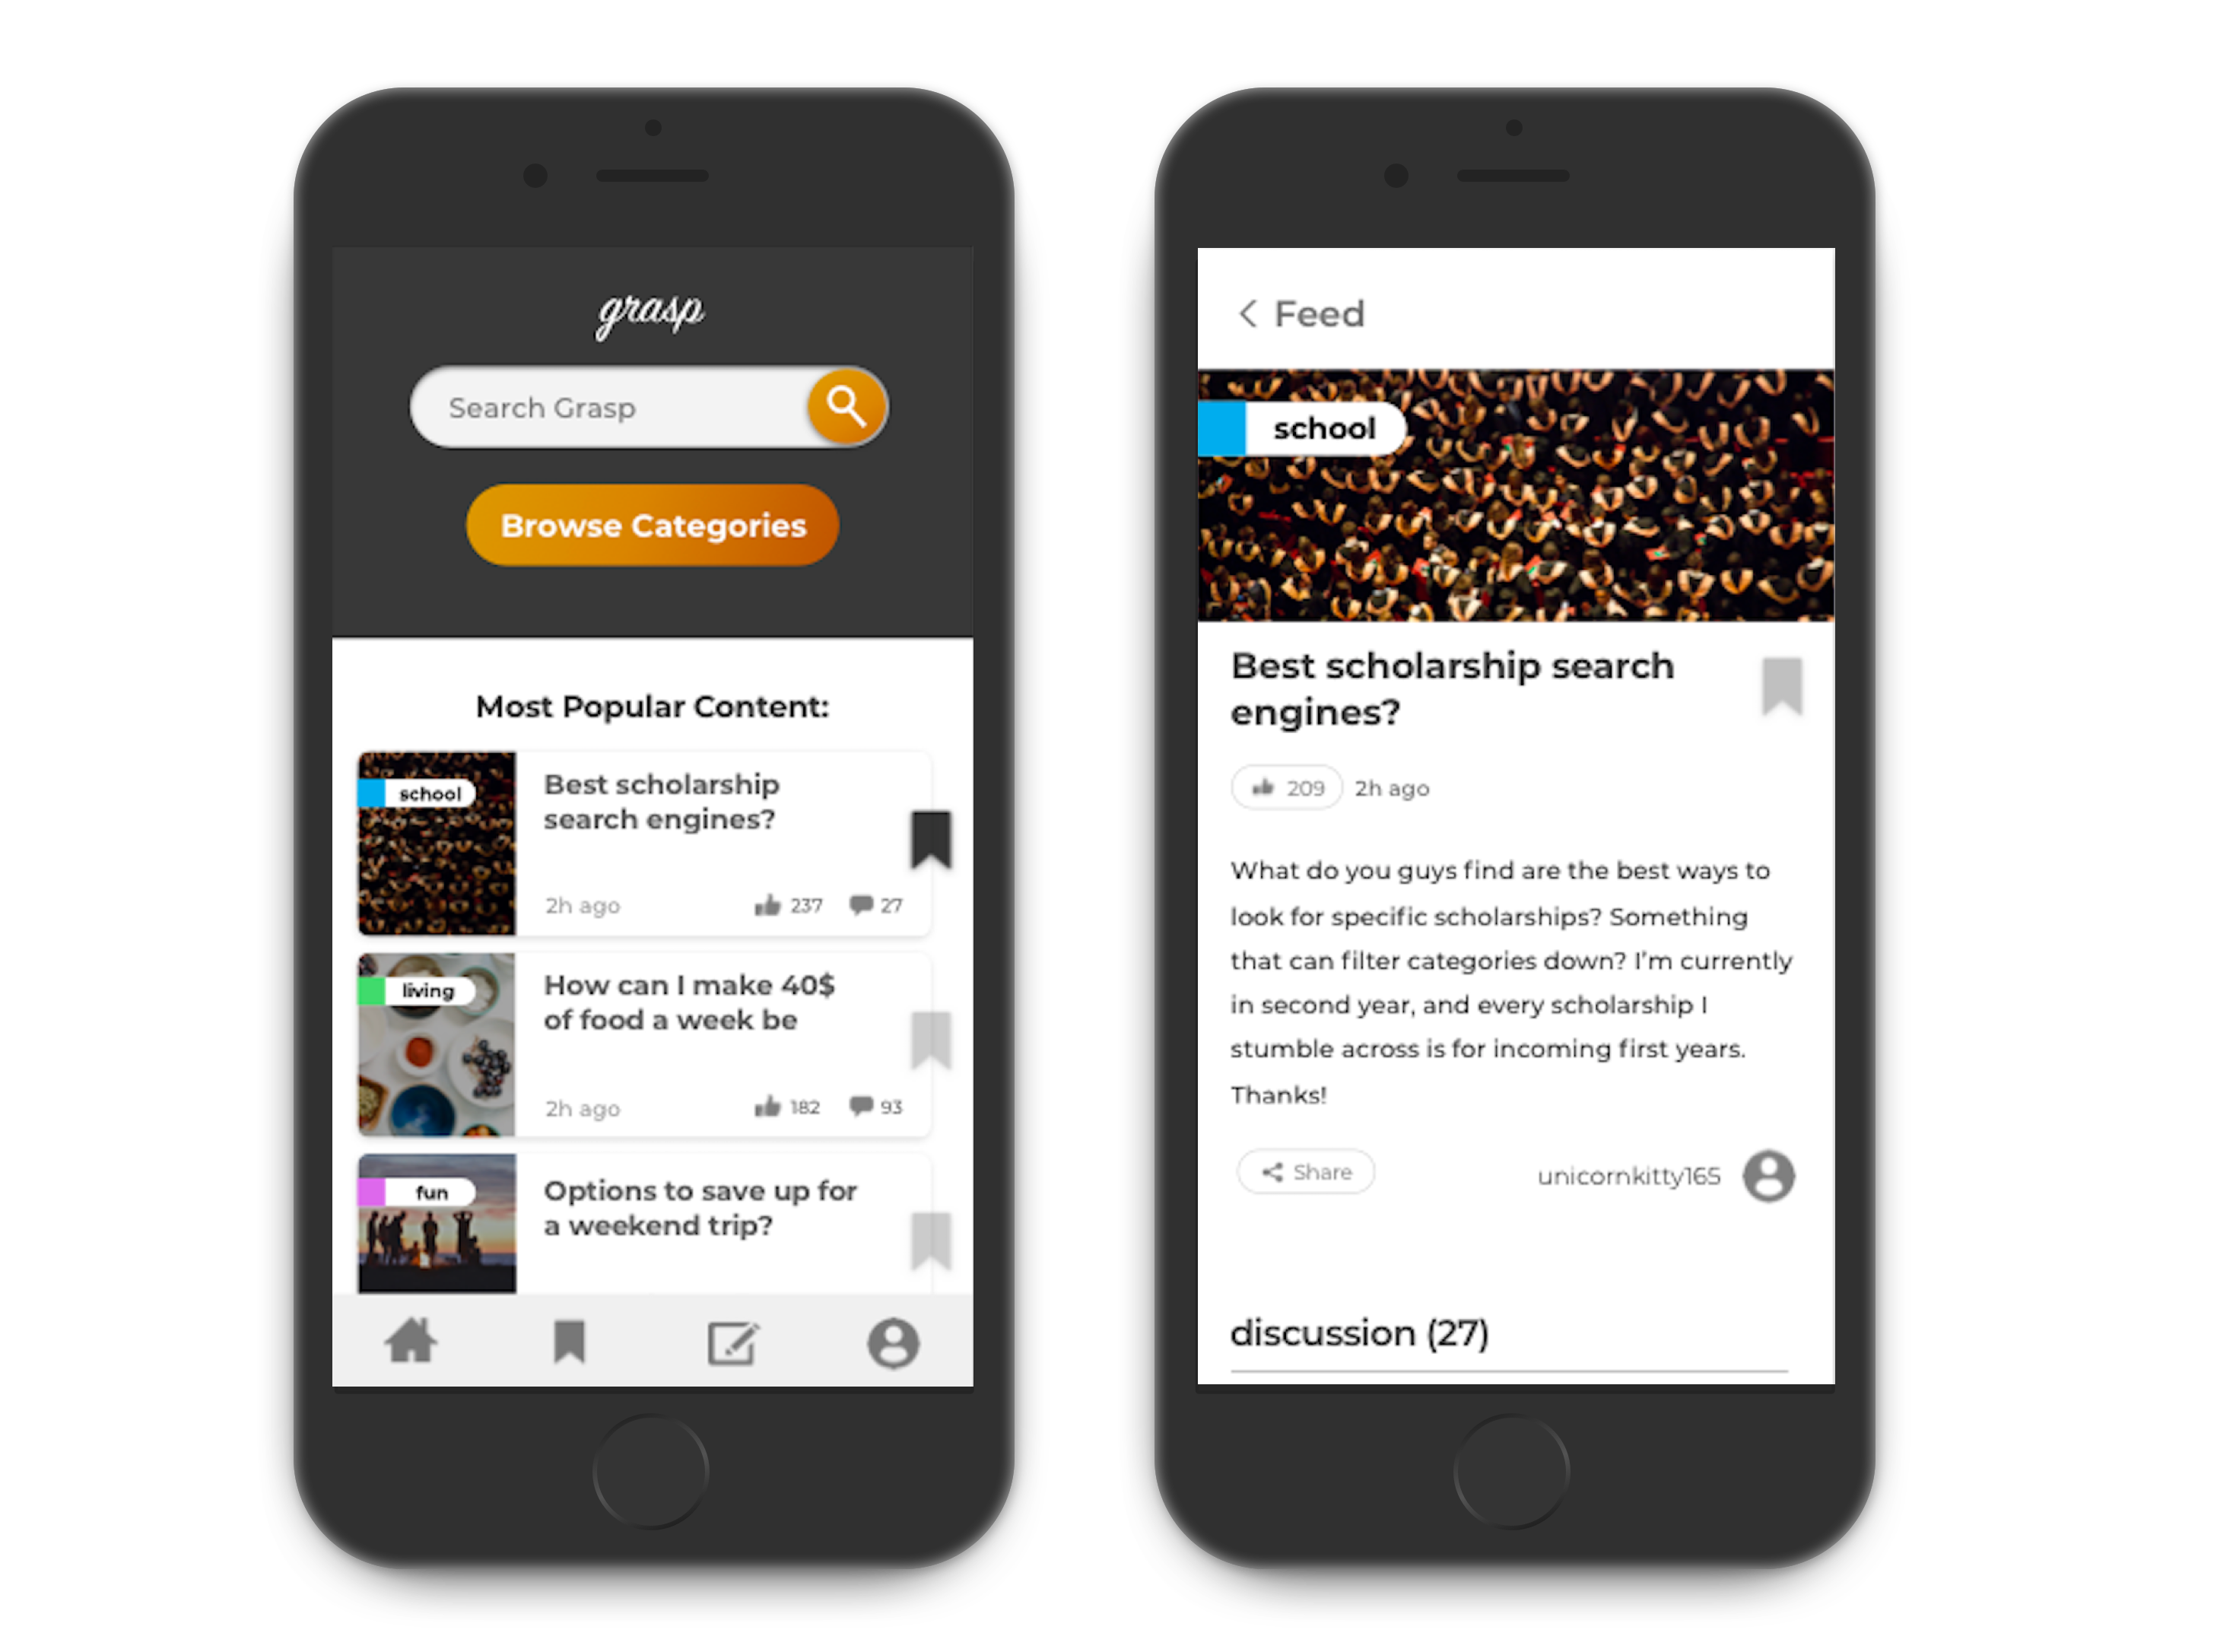 grasp
Search Grasp
Browse Categories
Most Popular Content:
school
Best scholarship
search engines?
2h ago
237
27
living
How can I make 40$
of food a week be
2h ago
182
93
fun
Options to save up for
a weekend trip?
Feed
school
Best scholarship search
engines?
209
2h ago
What do you guys find are the best ways to
look for specific scholarships? Something
that can filter categories down? I'm currently
in second year, and every scholarship I
stumble across is for incoming first years.
Thanks!
Share
unicornkitty165
discussion (27)